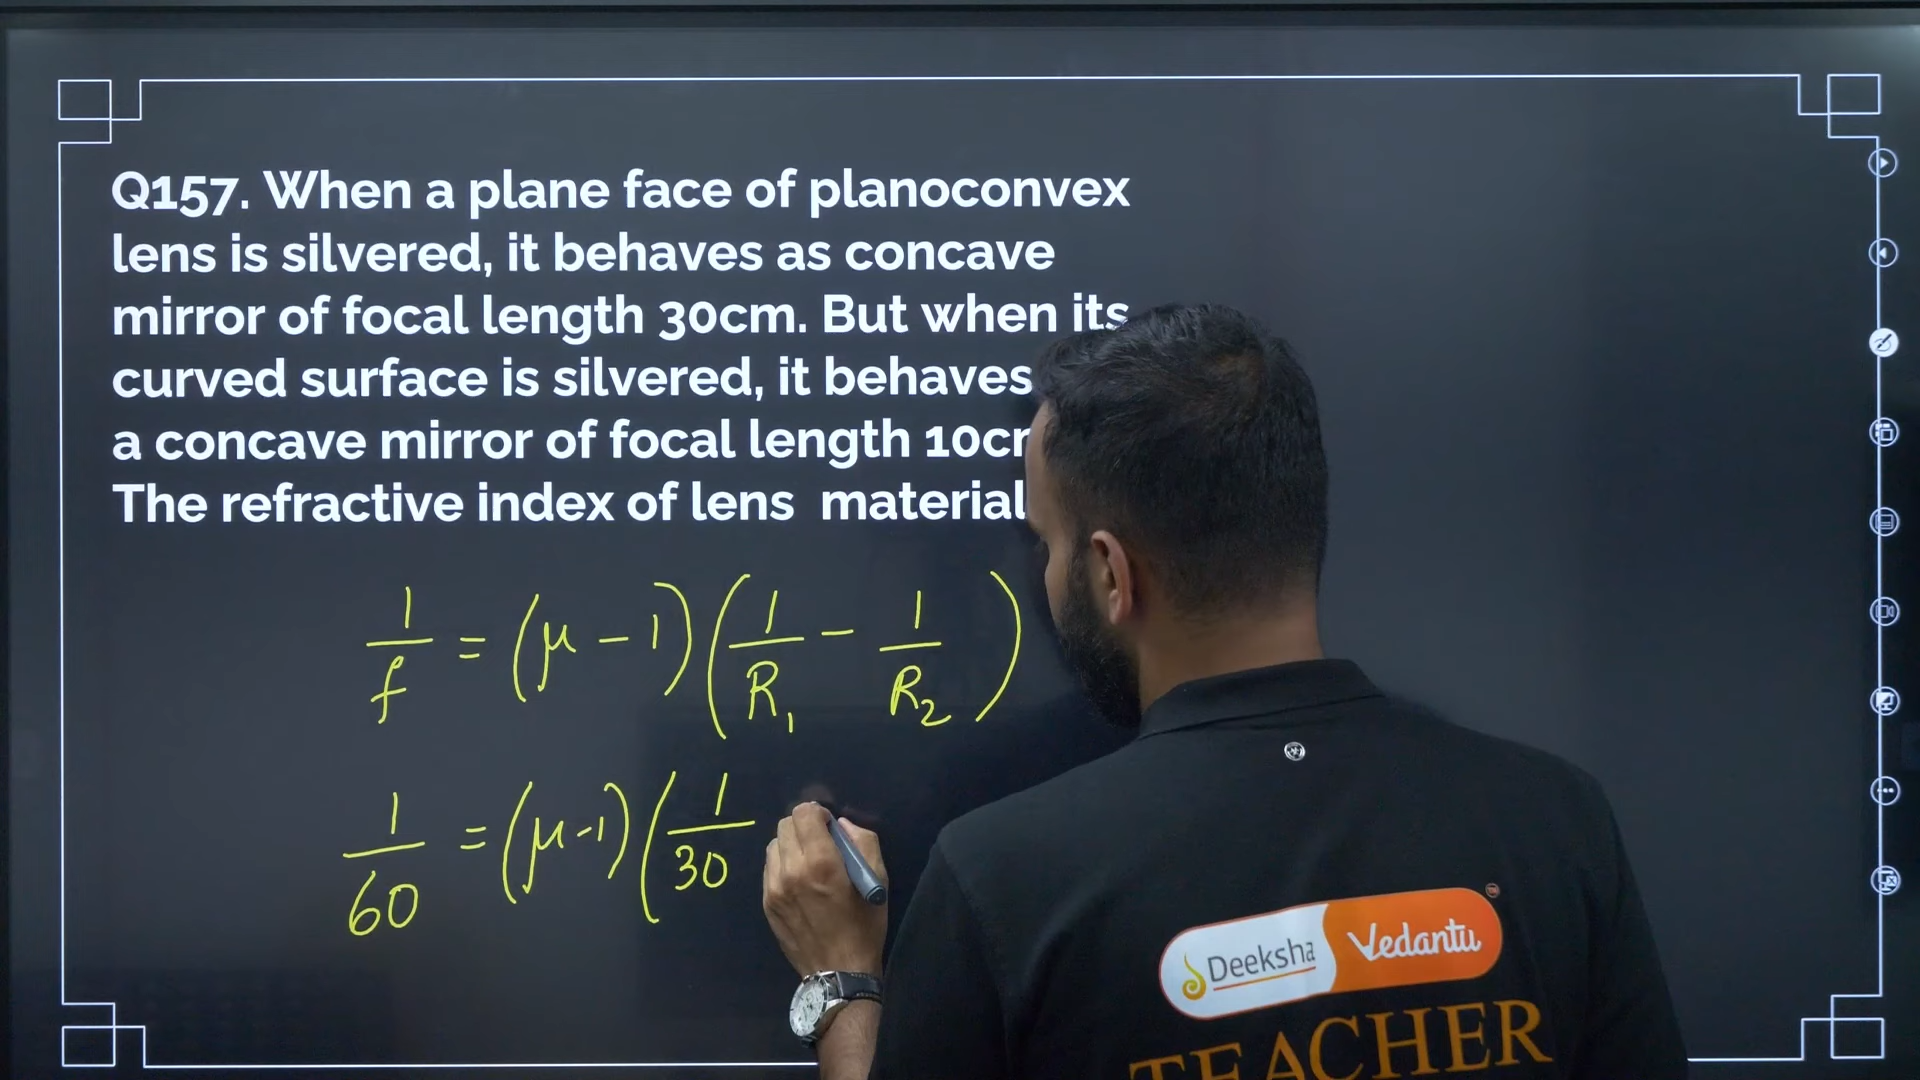 Q157. When a plane face of planoconvex
lens is silvered, it behaves as concave
mirror of focal length 30cm. But when its
curved surface is silvered, it behaves
a concave mirror of focal length 10c
The refractive index of lens material
1/f = (μ - 1) (1/R₁ - 1/R₂)
1/60 = (μ-1) (1/30
Deeksha Vedantu
TEACHER